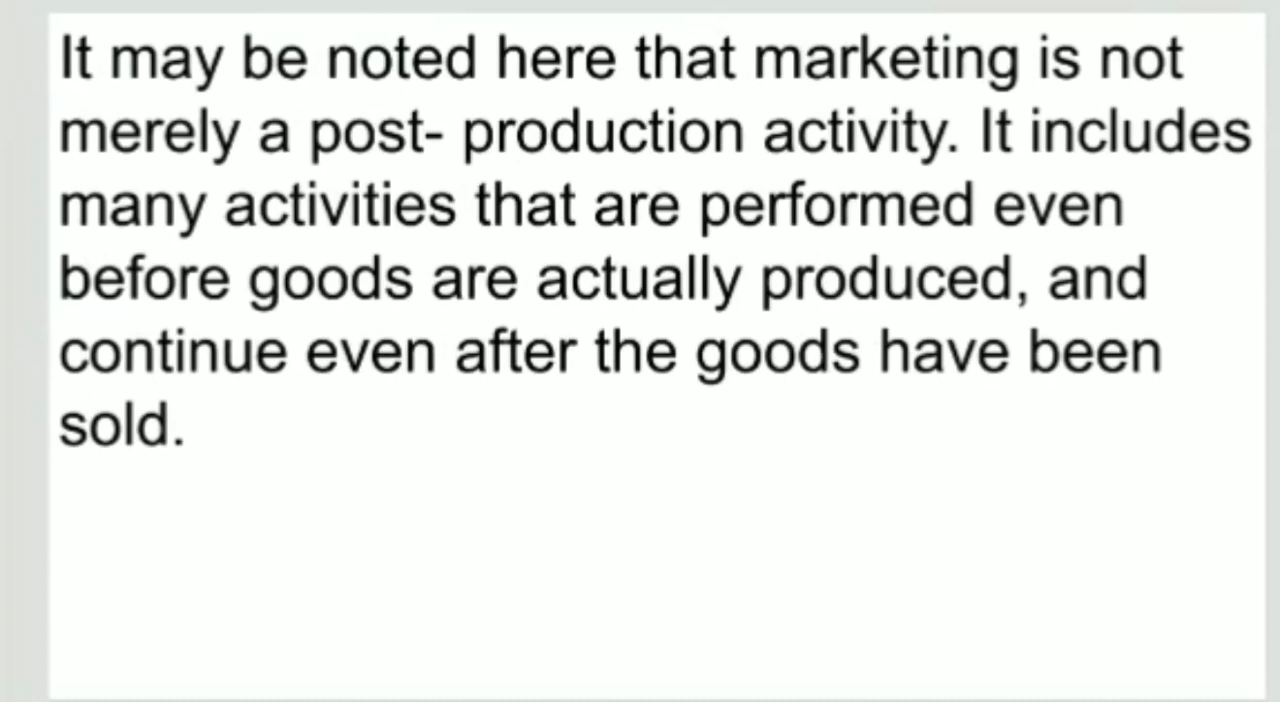 It may be noted here that marketing is not
merely a post- production activity. It includes
many activities that are performed even
before goods are actually produced, and
continue even after the goods have been
sold.